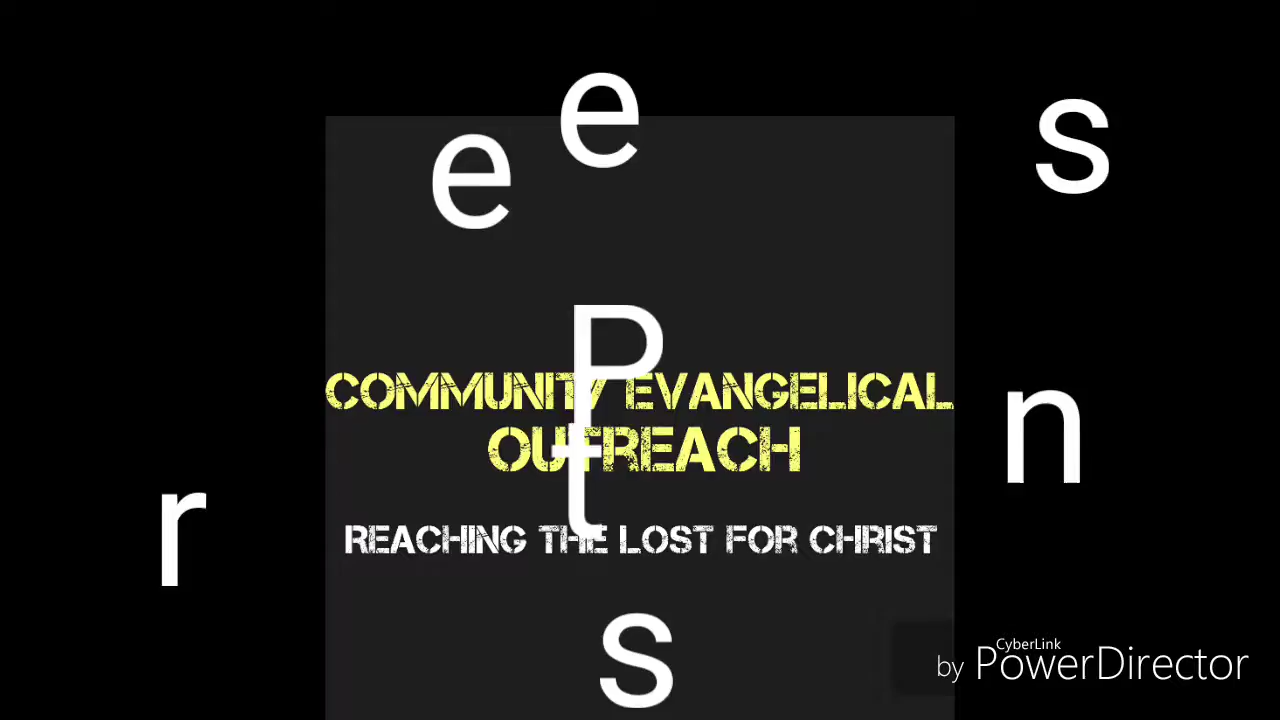 e
e
s
P
COMMUNITY EVANGELICAL
n
OUTREACH
t
r
REACHING THE LOST FOR CHRIST
s
CyberLink
by PowerDirector